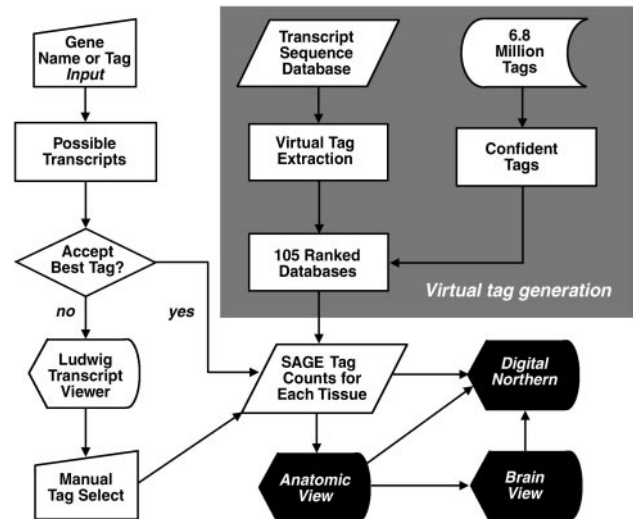 Gene
Name or Tag
Input
Possible
Transcripts
Accept
Best Tag?
no
yes
Ludwig
Transcript
Viewer
Manual
Tag Select
Transcript
Sequence
Database
6.8
Million
Tags
Virtual Tag
Extraction
Confident
Tags
105 Ranked
Databases
Virtual tag generation
SAGE Tag
Counts for
Each Tissue
Digital
Northern
Anatomic
View
Brain
View